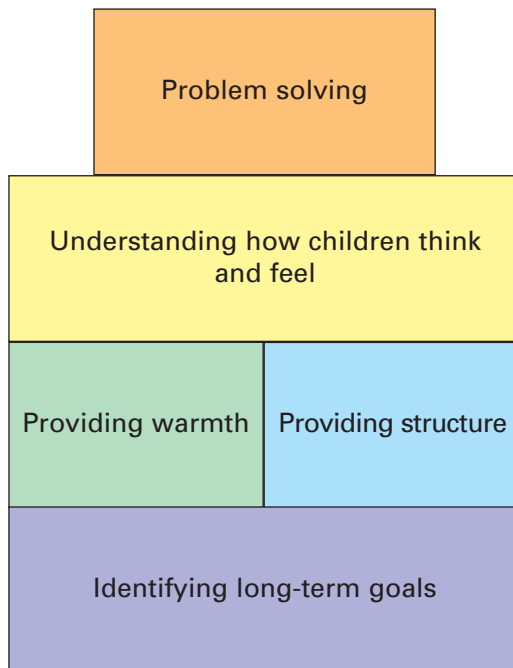 Problem solving
Understanding how children think
and feel
Providing warmth
Providing structure
Identifying long-term goals